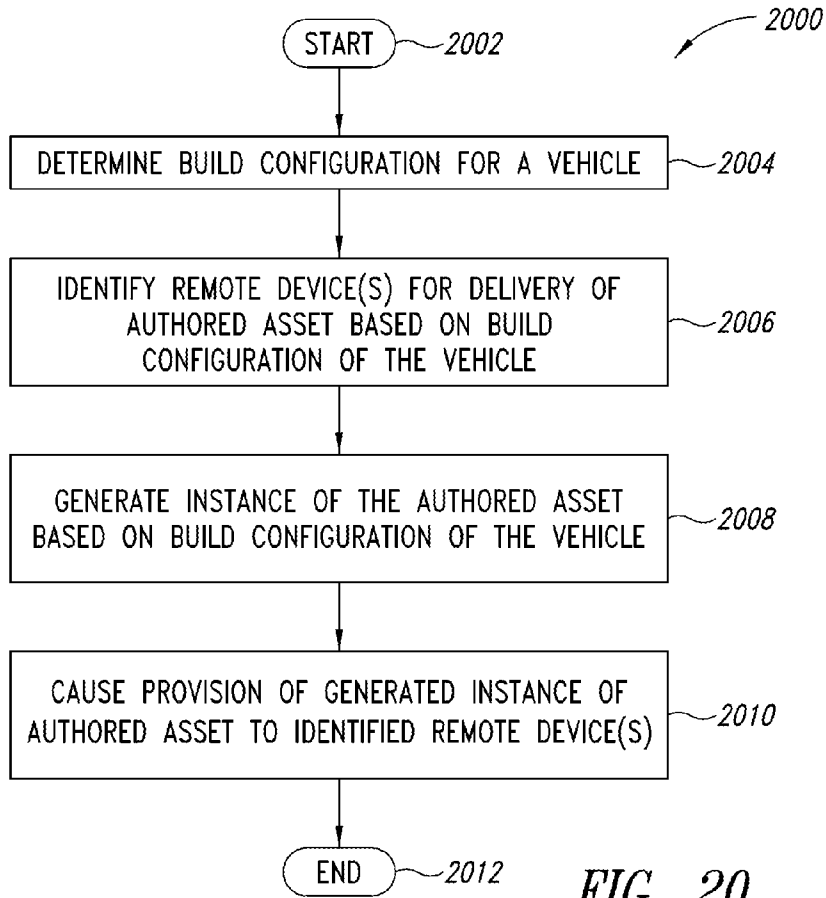 2000
START 2002
DETERMINE BUILD CONFIGURATION FOR A VEHICLE 2004
IDENTIFY REMOTE DEVICE(S) FOR DELIVERY OF
AUTHORED ASSET BASED ON BUILD 2006
CONFIGURATION OF THE VEHICLE
GENERATE INSTANCE OF THE AUTHORED ASSET
BASED ON BUILD CONFIGURATION OF THE VEHICLE 2008
CAUSE PROVISION OF GENERATED INSTANCE OF
AUTHORED ASSET TO IDENTIFIED REMOTE DEVICE(S) 2010
END 2012
FIG. 20